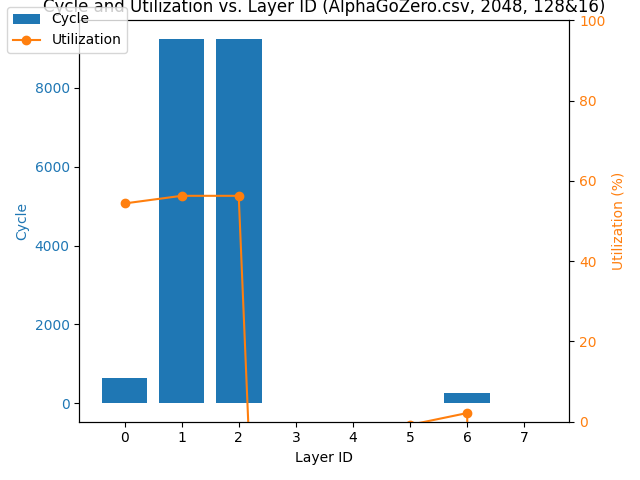 Cycle and Utilization vs. Layer ID (AlphaGoZero.csv, 2048, 128&16)
Cycle
Utilization
8000
6000
4000
2000
0
Cycle
100
80
60
40
20
0
Utilization (%)
0 1 2 3 4 5 6 7
Layer ID